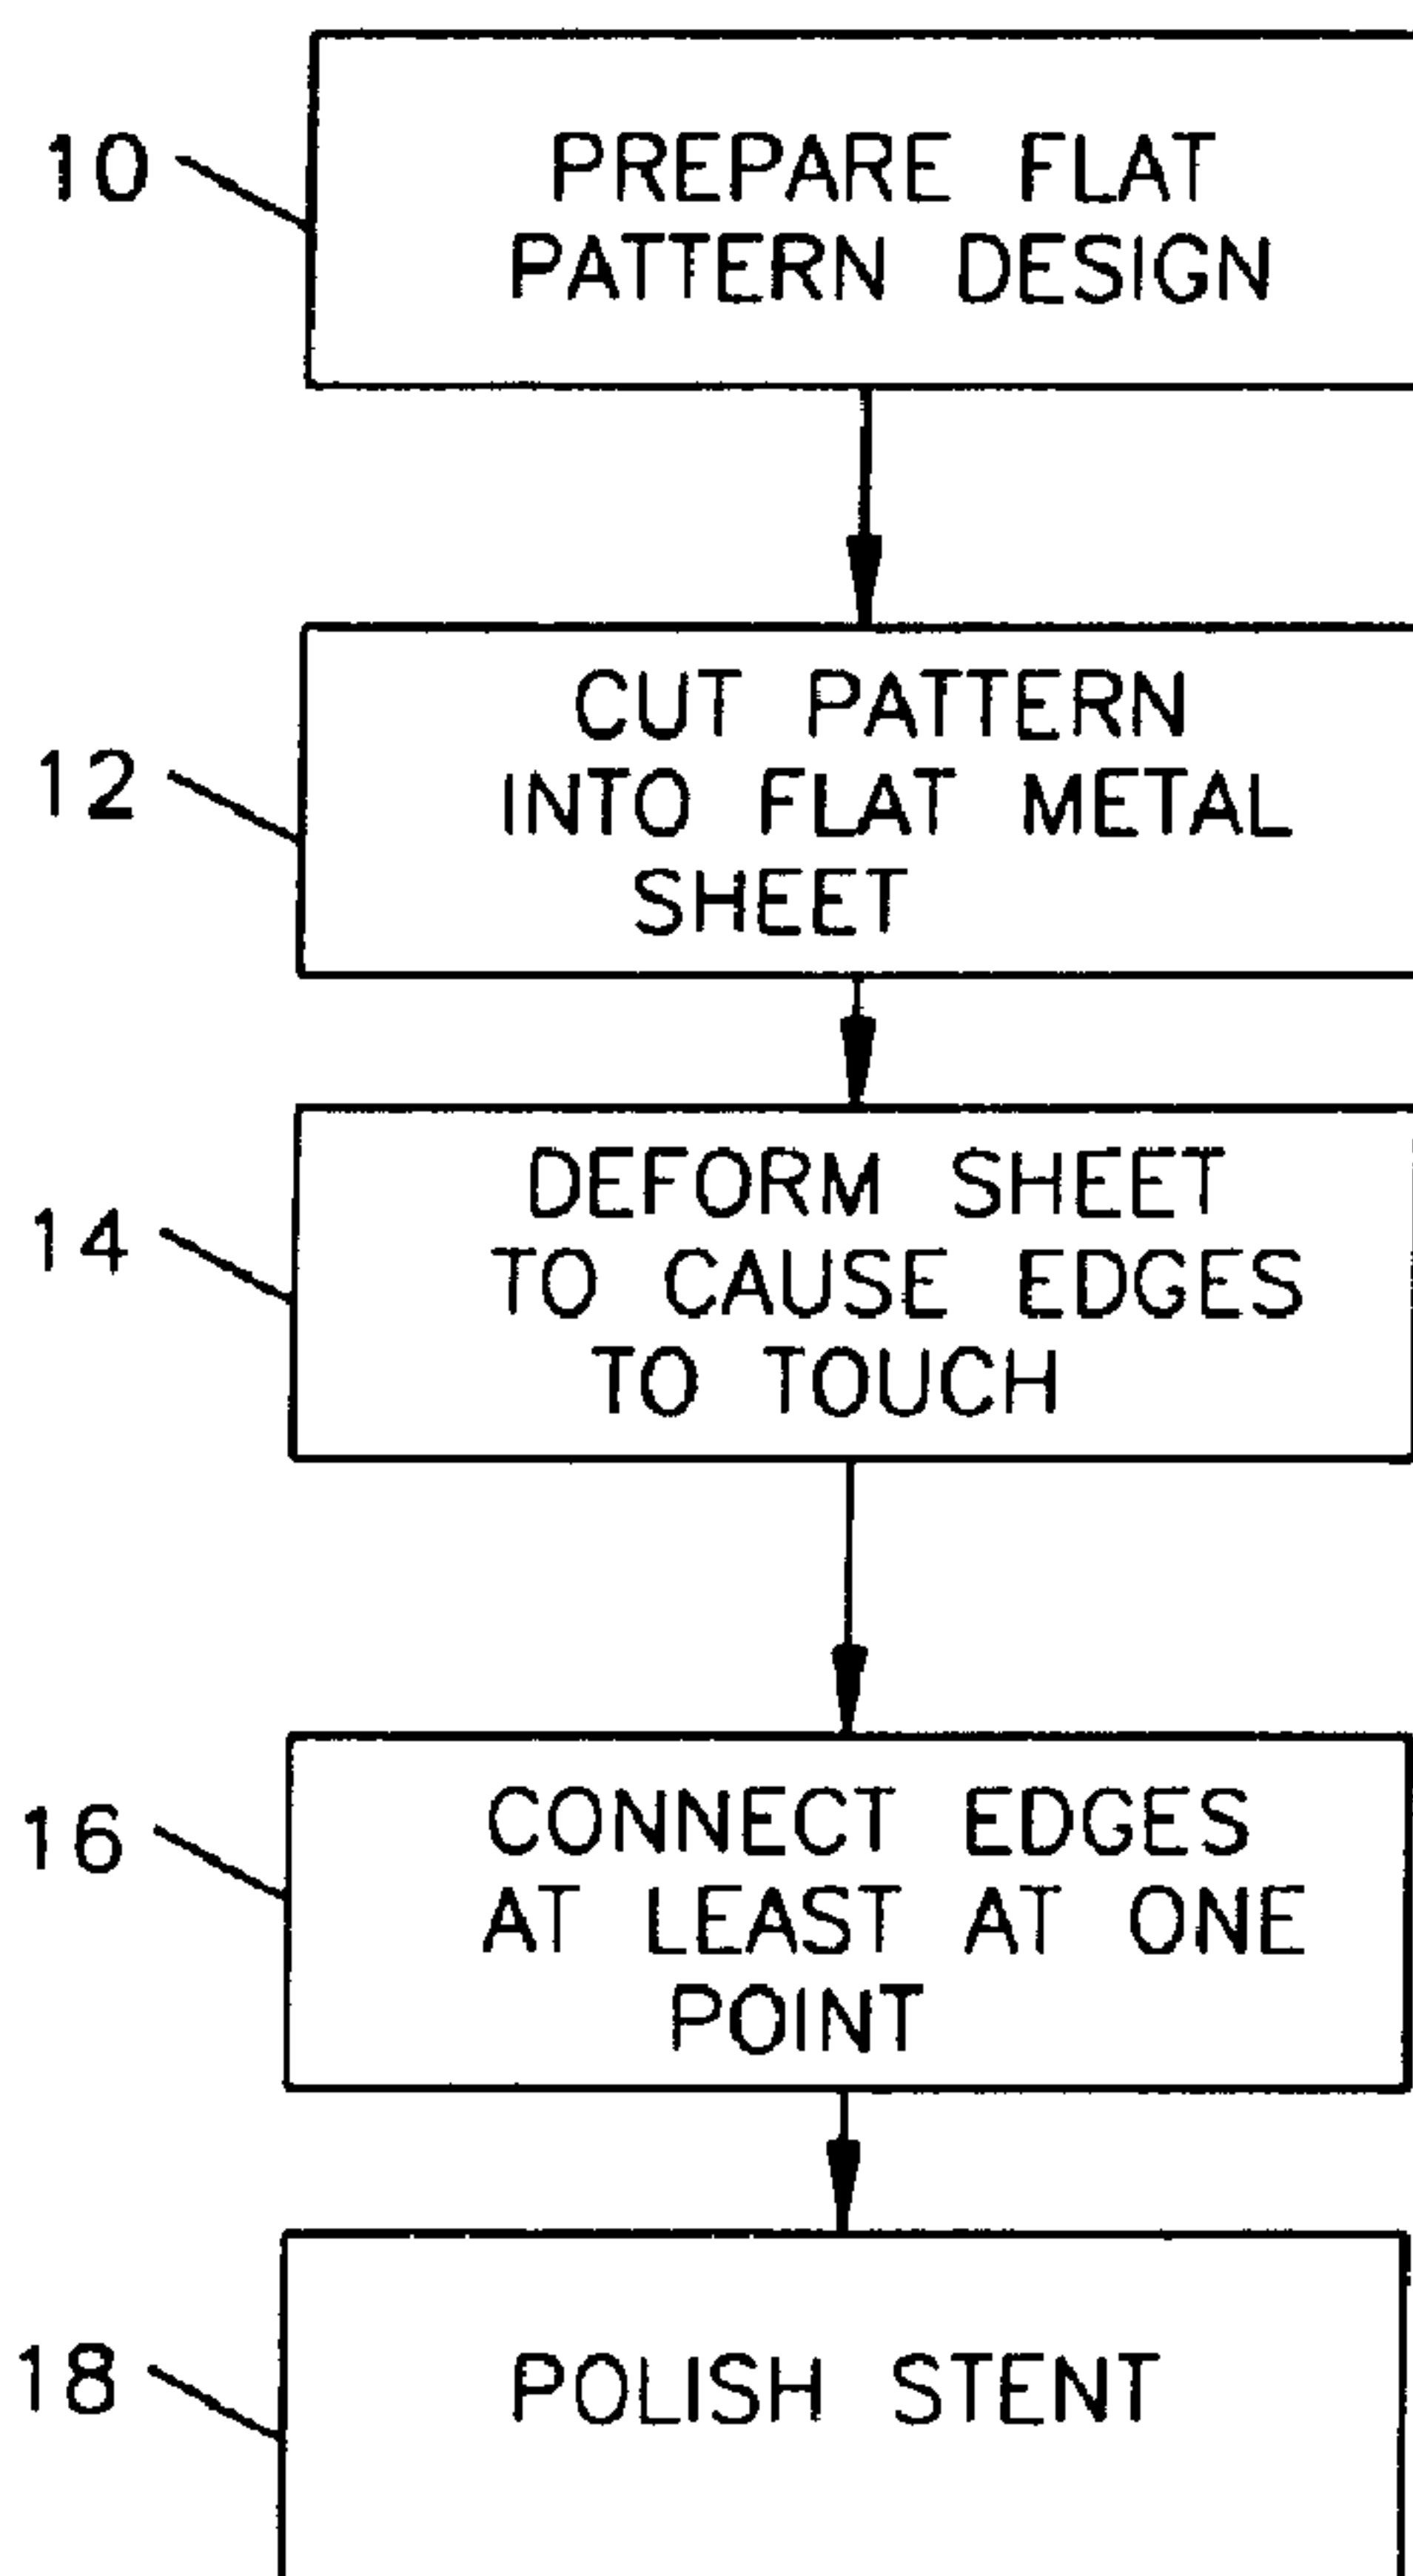 10
PREPARE FLAT
PATTERN DESIGN
12
CUT PATTERN
INTO FLAT METAL
SHEET
14
DEFORM SHEET
TO CAUSE EDGES
TO TOUCH
16
CONNECT EDGES
AT LEAST AT ONE
POINT
18
POLISH STENT